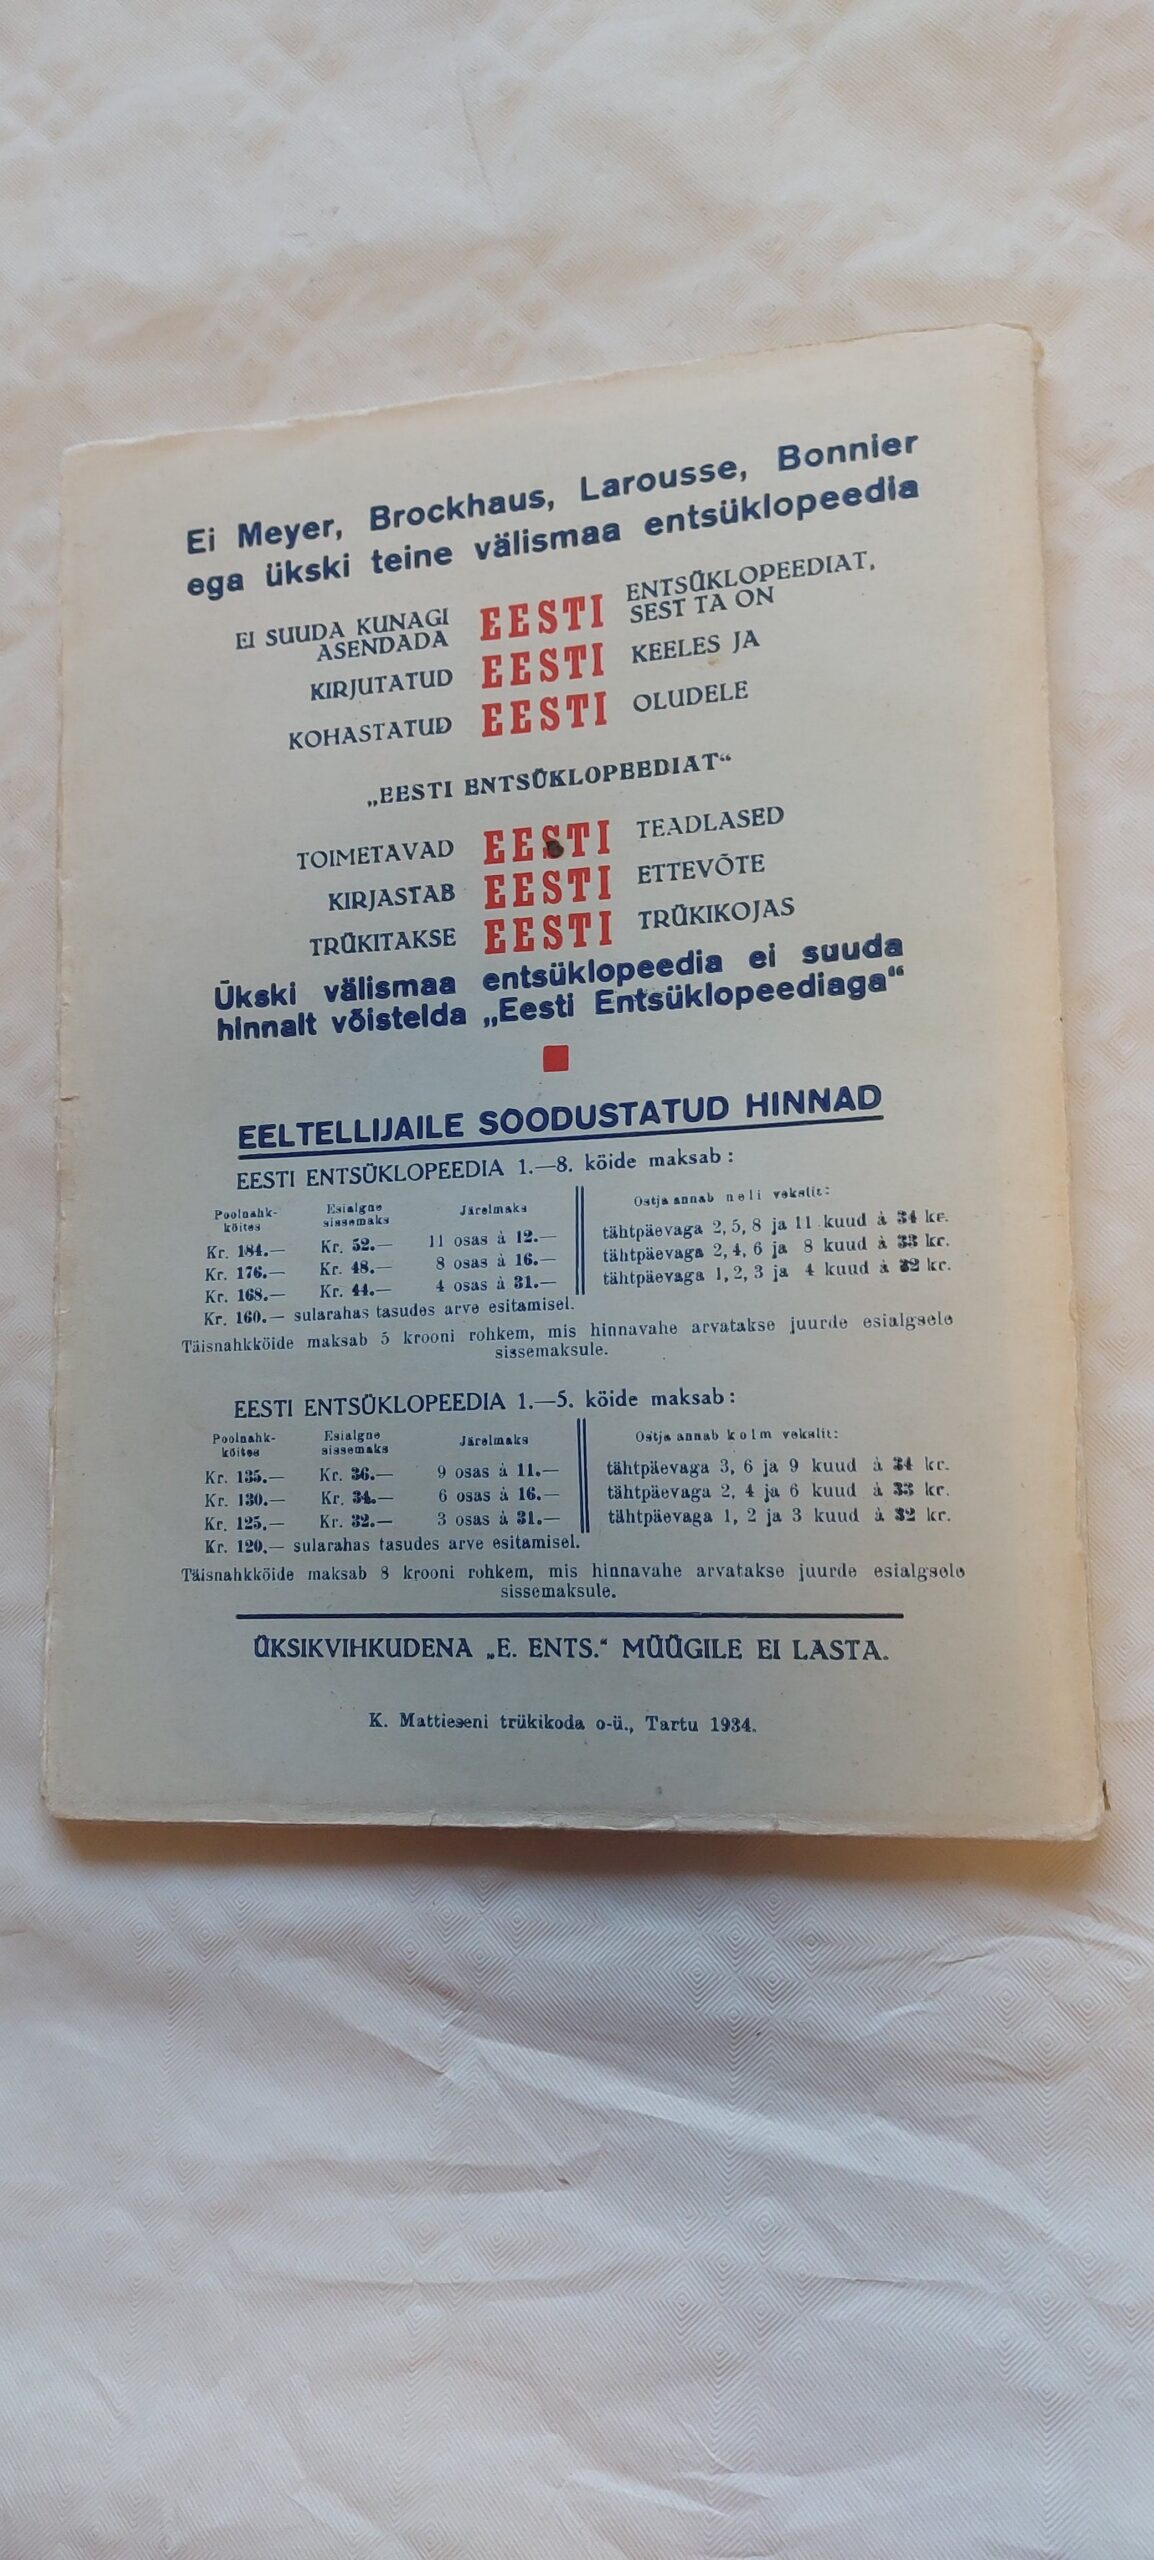 Ei Meyer, Brockhaus, Larousse, Bonnier
ega ükski teine välismaa entsüklopeedia
EI SUUDA KUNAGI ASENDADA EESTI ENTSÜKLOPEEDIAT, SEST TA ON
KIRJUTATUD EESTI KEELES JA
KOHASTATUD EESTI OLUDELE
„EESTI ENTSÜKLOPEEDIAT“
TOIMETAVAD EESTI TEADLASED
KIRJASTAB EESTI ETTEVÕTE
TRÜKITAKSE EESTI TRÜKIKOJAS
Ükski välismaa entsüklopeedia ei suuda
hinnalt võistelda „Eesti Entsüklopeediaga“
EELTELLIJAILE SOODUSTATUD HINNAD
EESTI ENTSÜKLOPEEDIA 1.—8. köide maksab:
Poolnahk-köites Esialgne sissemaks Järelmaks Ostja annab neli vekslit:
Kr. 184.— Kr. 52.— 11 osas à 12.— tähtpäevaga 2, 5, 8 ja 11 kuud à 34 kr.
Kr. 176.— Kr. 48.— 8 osas à 16.— tähtpäevaga 2, 4, 6 ja 8 kuud à 33 kr.
Kr. 168.— Kr. 44.— 4 osas à 31.— tähtpäevaga 1, 2, 3 ja 4 kuud à 32 kr.
Kr. 160.— sularahas tasudes arve esitamisel.
Täisnahkköide maksab 5 krooni rohkem, mis hinnavahe arvatakse juurde esialgsele
sissemaksule.
EESTI ENTSÜKLOPEEDIA 1.—5. köide maksab:
Poolnahk-köites Esialgne sissemaks Järelmaks Ostja annab kolm vekslit:
Kr. 135.— Kr. 36.— 9 osas à 11.— tähtpäevaga 3, 6 ja 9 kuud à 34 kr.
Kr. 130.— Kr. 34.— 6 osas à 16.— tähtpäevaga 2, 4 ja 6 kuud à 33 kr.
Kr. 125.— Kr. 32.— 3 osas à 31.— tähtpäevaga 1, 2 ja 3 kuud à 32 kr.
Kr. 120.— sularahas tasudes arve esitamisel.
Täisnahkköide maksab 8 krooni rohkem, mis hinnavahe arvatakse juurde esialgsele
sissemaksule.
ÜKSIKVIHKUDENA „E. ENTS.“ MÜÜGILE EI LASTA.
K. Mattieseni trükikoda o-ü., Tartu 1934.